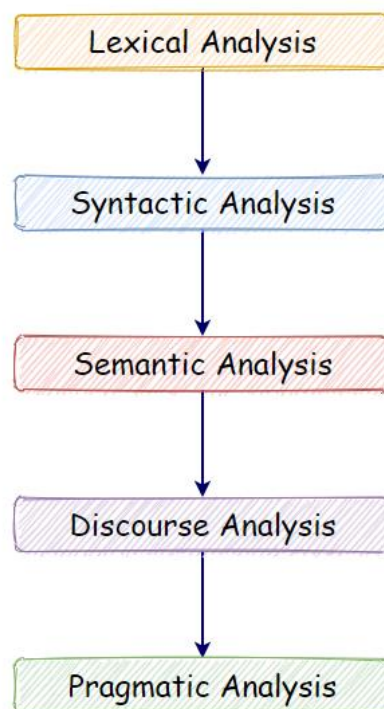 Lexical Analysis
Syntactic Analysis
Semantic Analysis
Discourse Analysis
Pragmatic Analysis